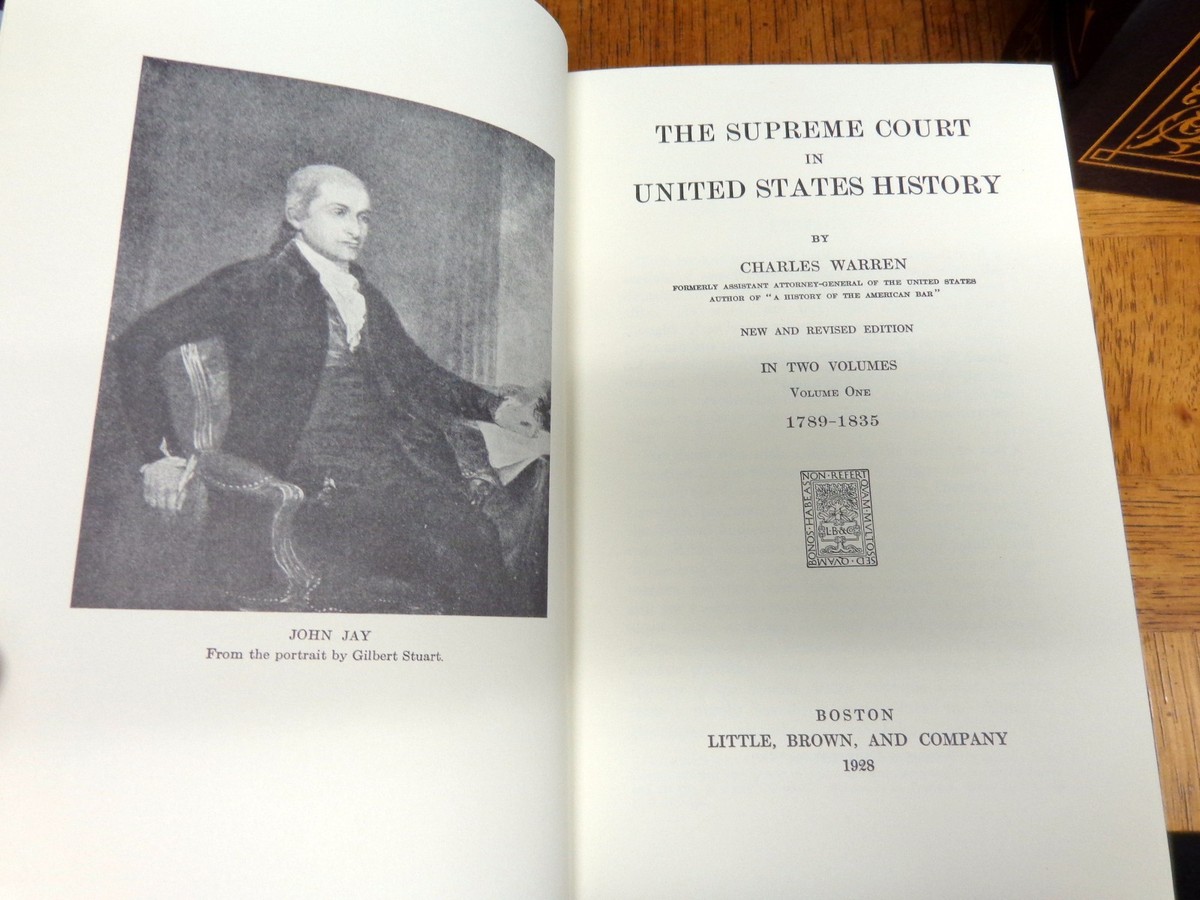 JOHN JAY
From the portrait by Gilbert Stuart.
THE SUPREME COURT
IN
UNITED STATES HISTORY
BY
CHARLES WARREN
FORMERLY ASSISTANT ATTORNEY-GENERAL OF THE UNITED STATES
AUTHOR OF "A HISTORY OF THE AMERICAN BAR"
NEW AND REVISED EDITION
IN TWO VOLUMES
VOLUME ONE
1789-1835
NON·REFERT
QVAM·MVLTOS
SED·QVAM
BONOS·HABEAS
L·B·&·Co
BOSTON
LITTLE, BROWN, AND COMPANY
1928